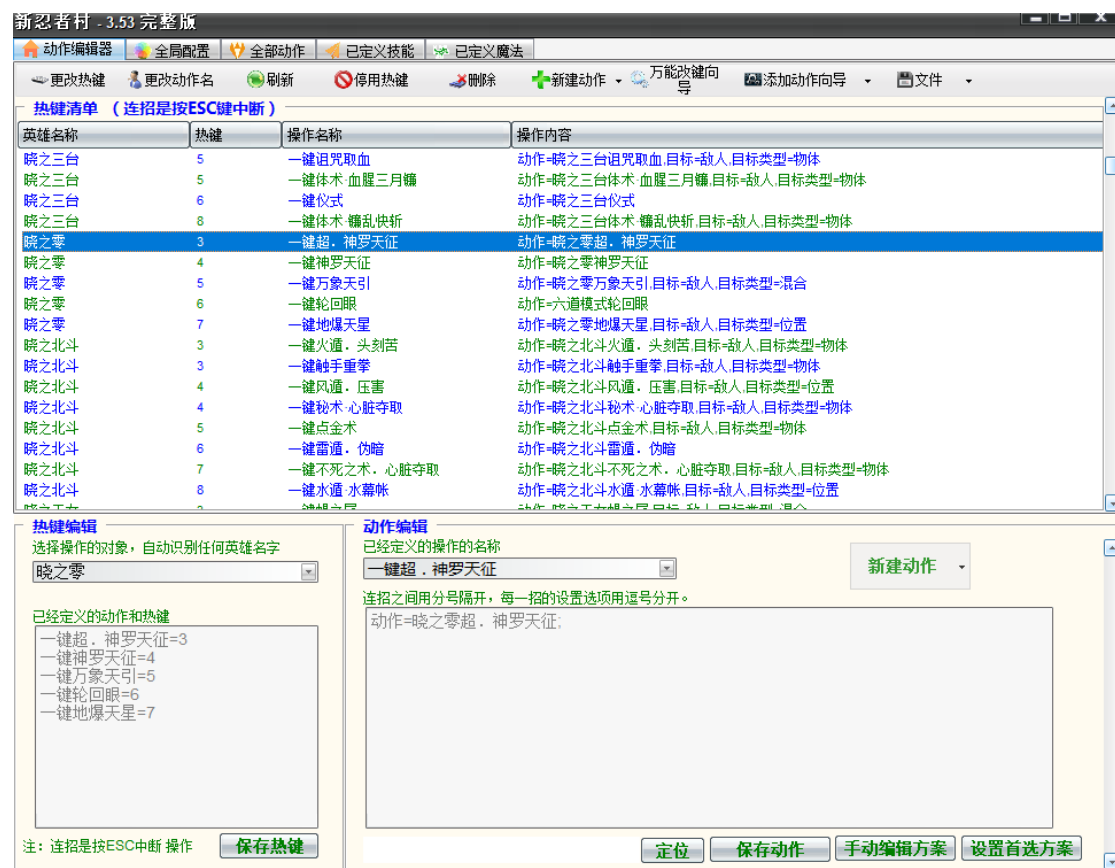 新忍者村 - 3.53 完整版
动作编辑器 全局配置 全部动作 已定义技能 已定义魔法
更改热键 更改动作名 刷新 停用热键 删除 新建动作 万能改键向导 添加动作向导 文件
热键清单 (连招是按ESC键中断)
英雄名称 热键 操作名称 操作内容
晓之三台 5 一键诅咒取血 动作=晓之三台诅咒取血,目标=敌人,目标类型=物体
晓之三台 5 一键体术·血腥三月镰 动作=晓之三台体术·血腥三月镰,目标=敌人,目标类型=物体
晓之三台 6 一键仪式 动作=晓之三台仪式
晓之三台 8 一键体术·镰乱快斩 动作=晓之三台体术·镰乱快斩,目标=敌人,目标类型=物体
晓之零 3 一键超．神罗天征 动作=晓之零超．神罗天征
晓之零 4 一键神罗天征 动作=晓之零神罗天征
晓之零 5 一键万象天引 动作=晓之零万象天引,目标=敌人,目标类型=混合
晓之零 6 一键轮回眼 动作=六道模式轮回眼
晓之零 7 一键地爆天星 动作=晓之零地爆天星,目标=敌人,目标类型=位置
晓之北斗 3 一键火遁．头刻苦 动作=晓之北斗火遁．头刻苦,目标=敌人,目标类型=物体
晓之北斗 3 一键触手重拳 动作=晓之北斗触手重拳,目标=敌人,目标类型=物体
晓之北斗 4 一键风遁．压害 动作=晓之北斗风遁．压害,目标=敌人,目标类型=位置
晓之北斗 4 一键秘术·心脏夺取 动作=晓之北斗秘术·心脏夺取,目标=敌人,目标类型=物体
晓之北斗 5 一键点金术 动作=晓之北斗点金术,目标=敌人,目标类型=物体
晓之北斗 6 一键雷遁．伪暗 动作=晓之北斗雷遁．伪暗
晓之北斗 7 一键不死之术．心脏夺取 动作=晓之北斗不死之术．心脏夺取,目标=敌人,目标类型=物体
晓之北斗 8 一键水遁·水幕帐 动作=晓之北斗水遁·水幕帐,目标=敌人,目标类型=位置
热键编辑
选择操作的对象，自动识别任何英雄名字
晓之零
已经定义的动作和热键
一键超．神罗天征=3
一键神罗天征=4
一键万象天引=5
一键轮回眼=6
一键地爆天星=7
注：连招是按ESC中断 操作 保存热键
动作编辑
已经定义的操作的名称
一键超．神罗天征
新建动作
连招之间用分号隔开，每一招的设置选项用逗号分开。
动作=晓之零超．神罗天征;
定位 保存动作 手动编辑方案 设置首选方案